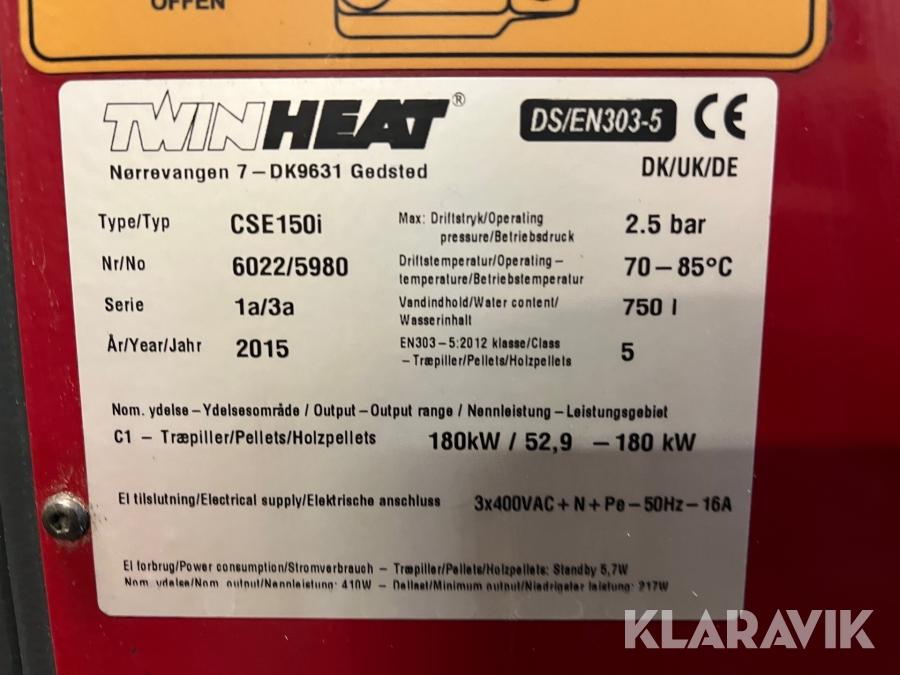 OFFEN
TWINHEAT®
DS/EN303-5 CE
Nørrevangen 7 – DK9631 Gedsted
DK/UK/DE
Type/Typ CSE150i
Max: Driftstryk/Operating
pressure/Betriebsdruck 2.5 bar
Nr/No 6022/5980
Driftstemperatur/Operating–
temperature/Betriebstemperatur 70–85°C
Serie 1a/3a
Vandindhold/Water content/
Wasserinhalt 750 l
År/Year/Jahr 2015
EN303–5:2012 klasse/Class
–Træpiller/Pellets/Holzpellets 5
Nom. ydelse–Ydelsesområde / Output–Output range / Nennleistung–Leistungsgebiet
C1 – Træpiller/Pellets/Holzpellets 180kW / 52,9 –180 kW
El tilslutning/Electrical supply/Elektrische anschluss 3x400VAC+N+Pe–50Hz–16A
El forbrug/Power consumption/Stromverbrauch – Træpiller/Pellets/Holzpellets: Standby 5,7W
Nom. ydelse/Nom. output/Nennleistung: 410W – Dellast/Minimum output/Niedrigster leistung: 217W
KLARAVIK